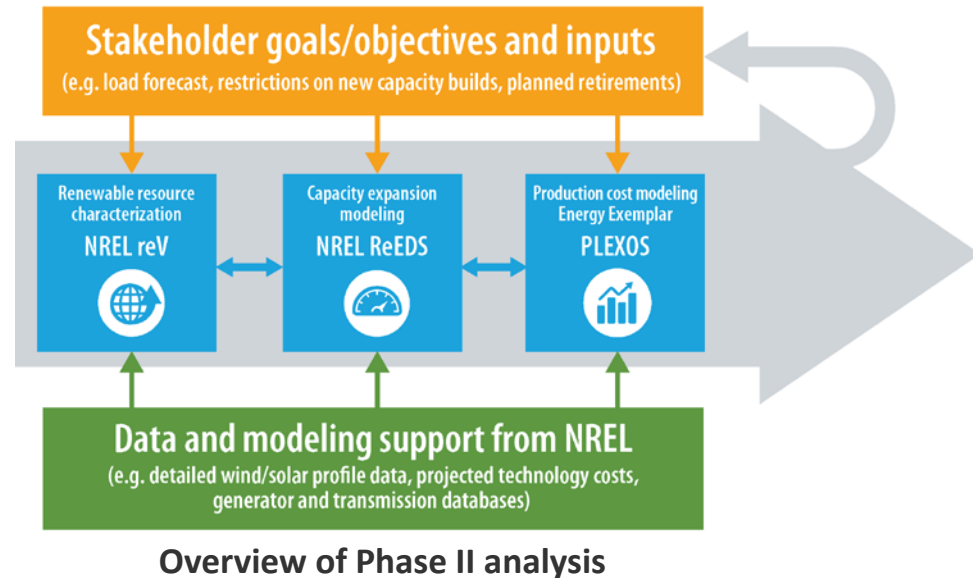 Stakeholder goals/objectives and inputs
(e.g. load forecast, restrictions on new capacity builds, planned retirements)
Renewable resource
characterization
NREL reV
Capacity expansion
modeling
NREL ReEDS
Production cost modeling
Energy Exemplar
PLEXOS
Data and modeling support from NREL
(e.g. detailed wind/solar profile data, projected technology costs,
generator and transmission databases)
Overview of Phase II analysis